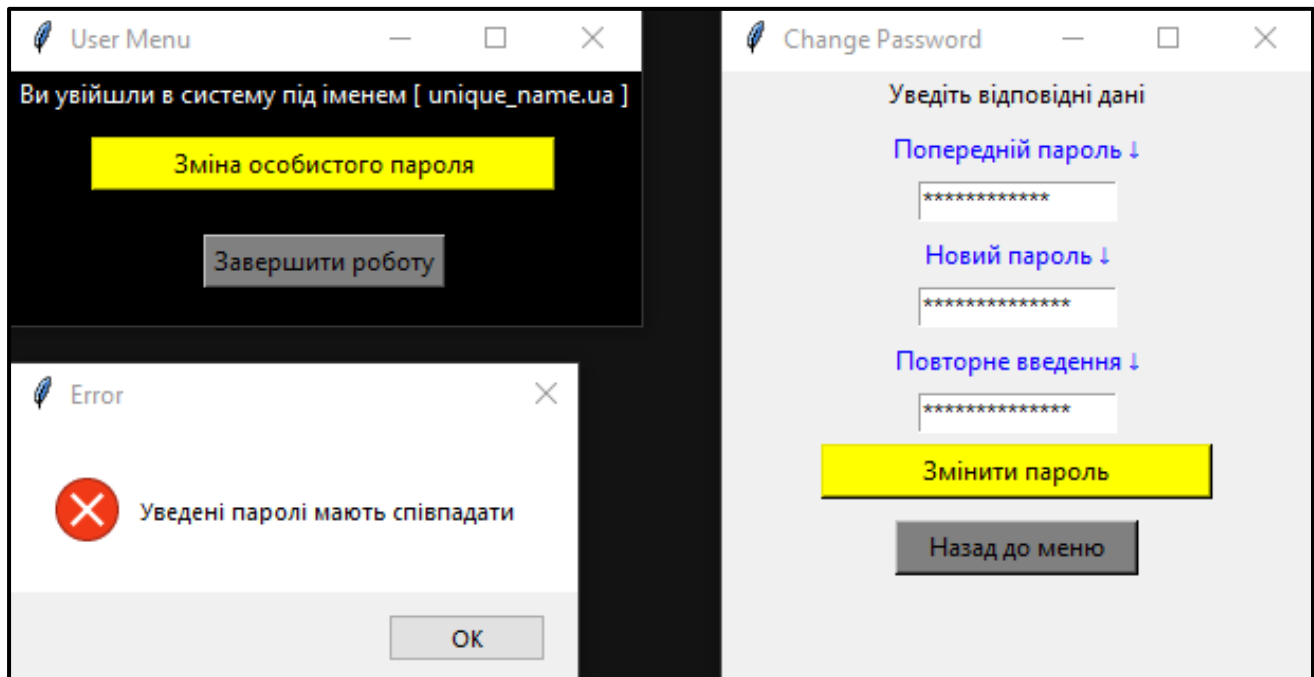 User Menu
Ви увійшли в систему під іменем [ unique_name.ua ]
Зміна особистого пароля
Завершити роботу
Error
Уведені паролі мають співпадати
OK
Change Password
Уведіть відповідні дані
Попередній пароль ↓
************
Новий пароль ↓
**************
Повторне введення ↓
**************
Змінити пароль
Назад до меню